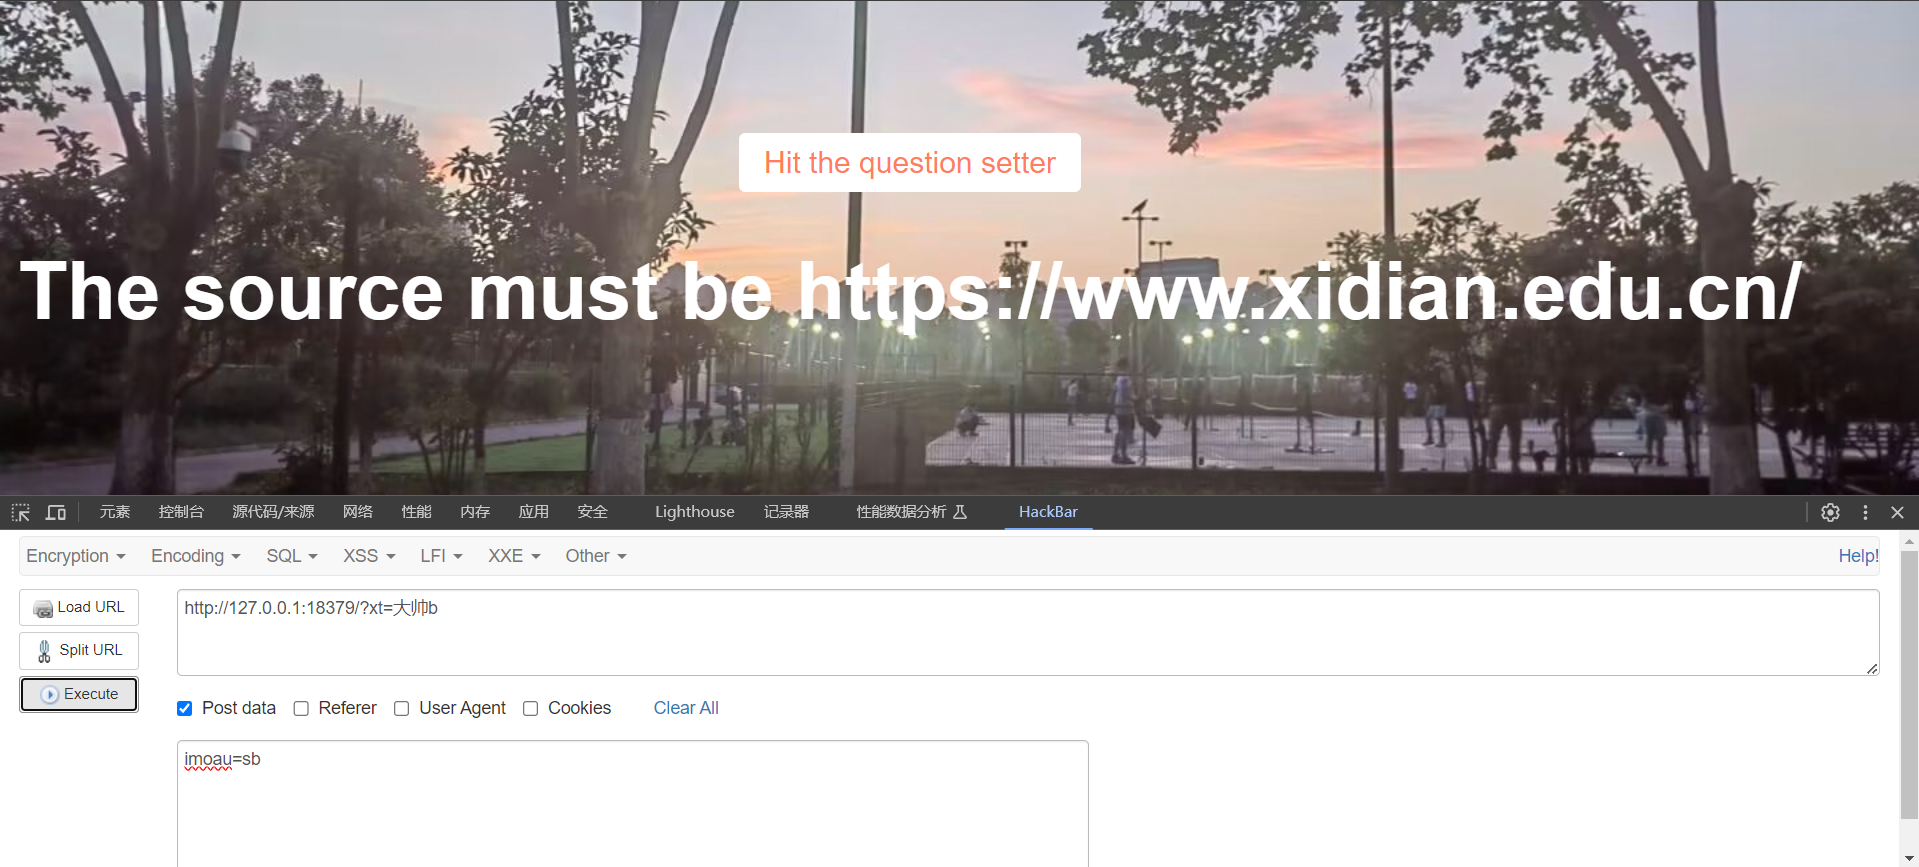 Hit the question setter
The source must be https://www.xidian.edu.cn/
元素 控制台 源代码/来源 网络 性能 内存 应用 安全 Lighthouse 记录器 性能数据分析 HackBar
Encryption Encoding SQL XSS LFI XXE Other Help!
Load URL
http://127.0.0.1:18379/?xt=大帅b
Split URL
Execute
Post data Referer User Agent Cookies Clear All
imoau=sb